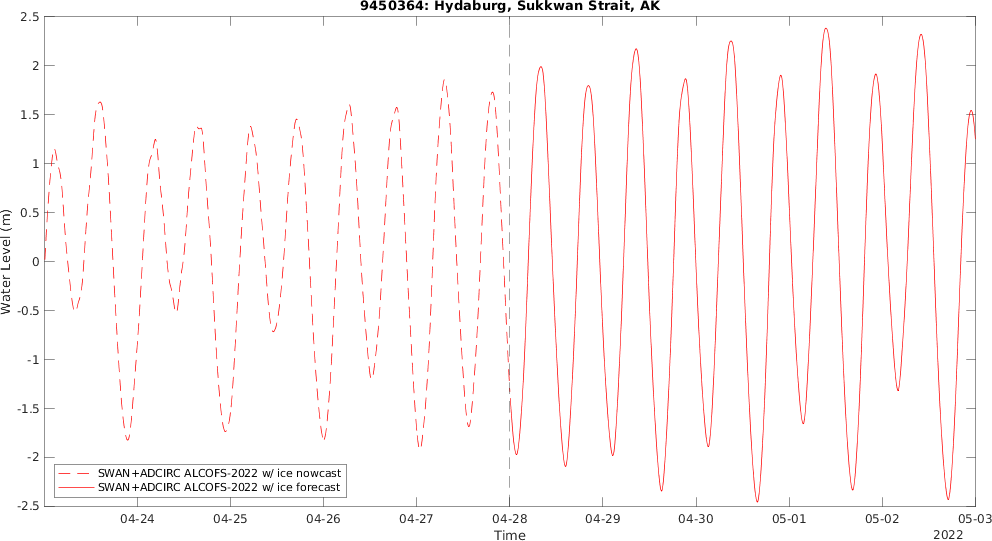 9450364: Hydaburg, Sukkwan Strait, AK
2.5
2
1.5
1
0.5
0
-0.5
-1
-1.5
-2
-2.5
Water Level (m)
SWAN+ADCIRC ALCOFS-2022 w/ ice nowcast
SWAN+ADCIRC ALCOFS-2022 w/ ice forecast
04-24 04-25 04-26 04-27 04-28 04-29 04-30 05-01 05-02 05-03
Time
2022